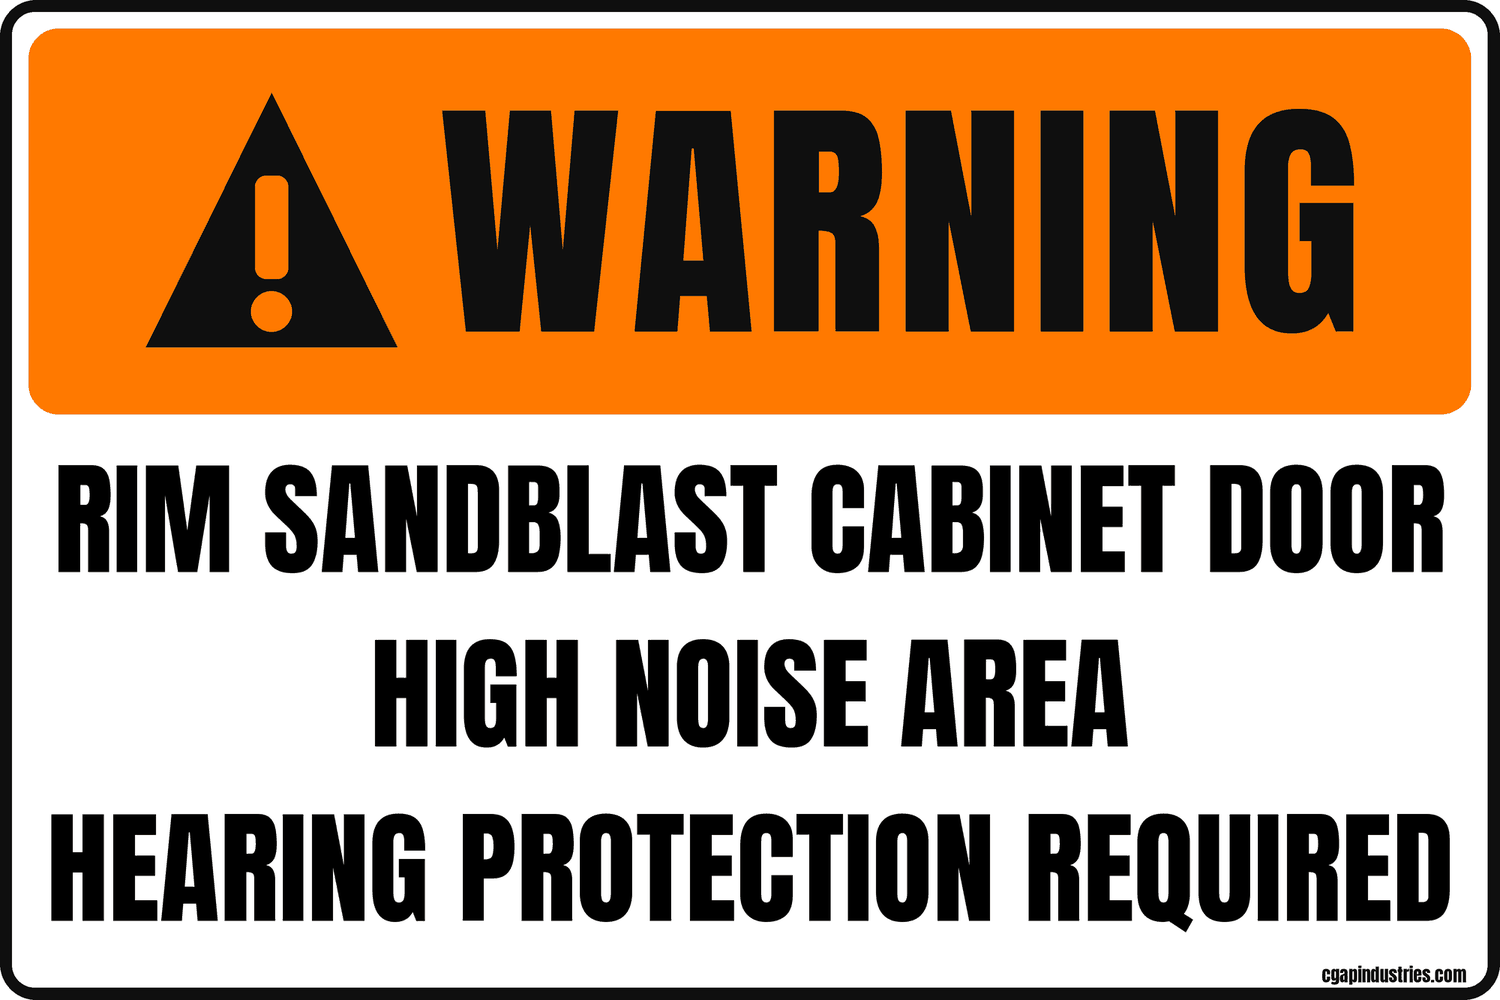 WARNING
RIM SANDBLAST CABINET DOOR
HIGH NOISE AREA
HEARING PROTECTION REQUIRED
cgapindustries.com